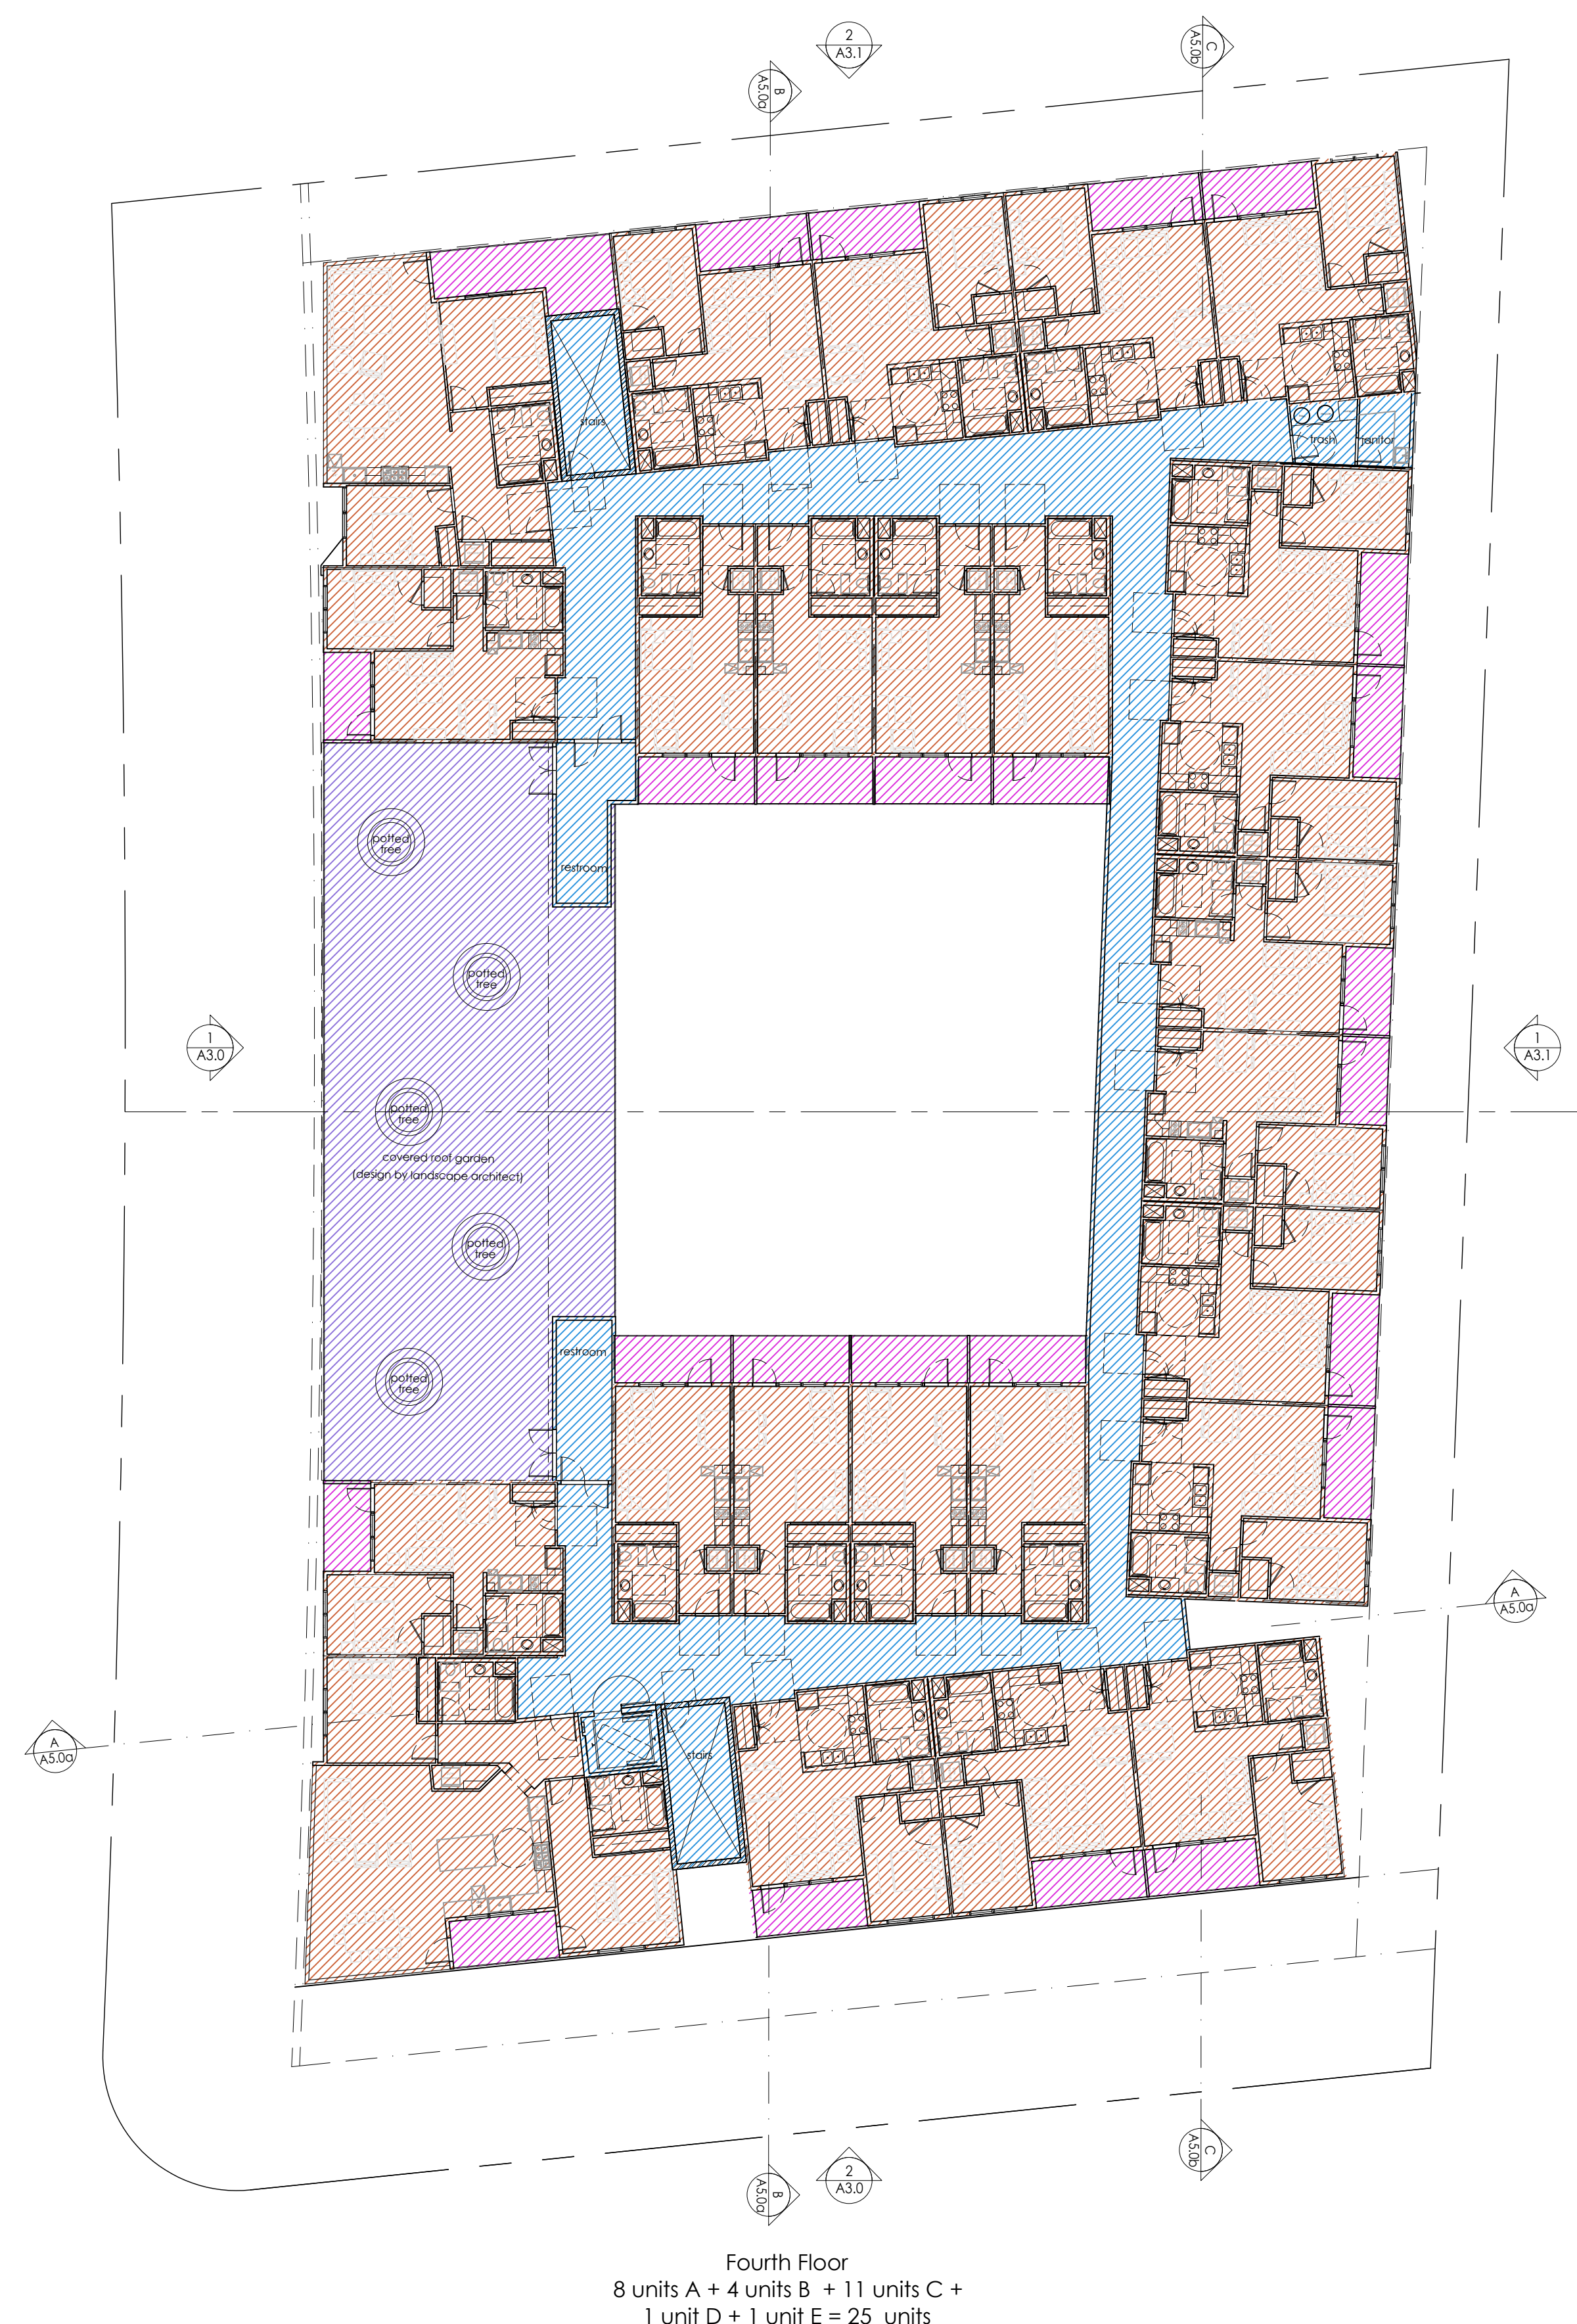 2
A3.1
C
A5.0b
B
A5.0a
stairs
trash
janitor
potted
tree
restroom
potted
tree
1
A3.0
1
A3.1
potted
tree
covered roof garden
(design by landscape architect)
potted
tree
restroom
potted
tree
A
A5.0a
A
A5.0a
stairs
C
A5.0b
2
A3.0
B
A5.0a
Fourth Floor
8 units A + 4 units B + 11 units C +
1 unit D + 1 unit E = 25 units